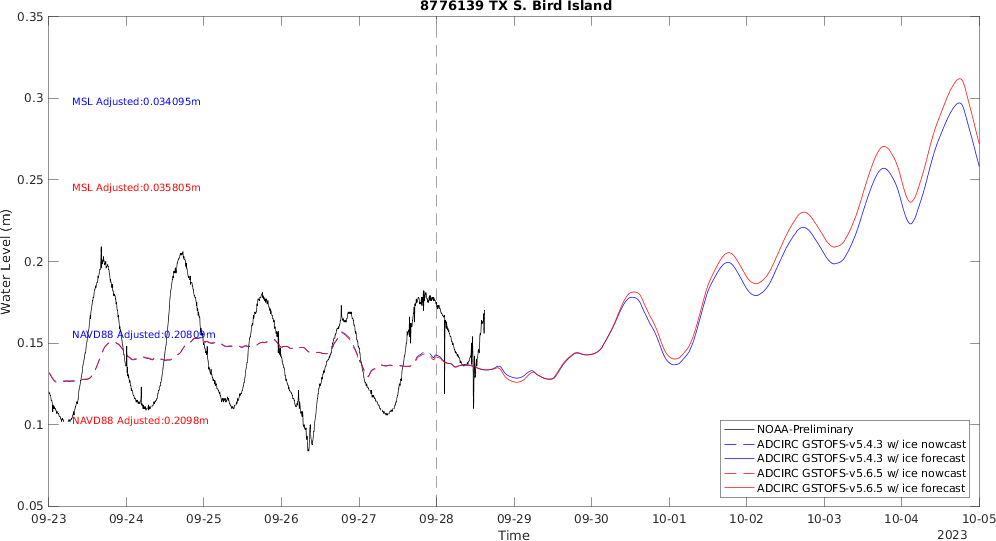 8776139 TX S. Bird Island
0.35
0.3
0.25
0.2
0.15
0.1
0.05
Water Level (m)
MSL Adjusted:0.034095m
MSL Adjusted:0.035805m
NAVD88 Adjusted:0.20809m
NAVD88 Adjusted:0.2098m
NOAA-Preliminary
ADCIRC GSTOFS-v5.4.3 w/ ice nowcast
ADCIRC GSTOFS-v5.4.3 w/ ice forecast
ADCIRC GSTOFS-v5.6.5 w/ ice nowcast
ADCIRC GSTOFS-v5.6.5 w/ ice forecast
09-23 09-24 09-25 09-26 09-27 09-28 09-29 09-30 10-01 10-02 10-03 10-04 10-05
Time
2023